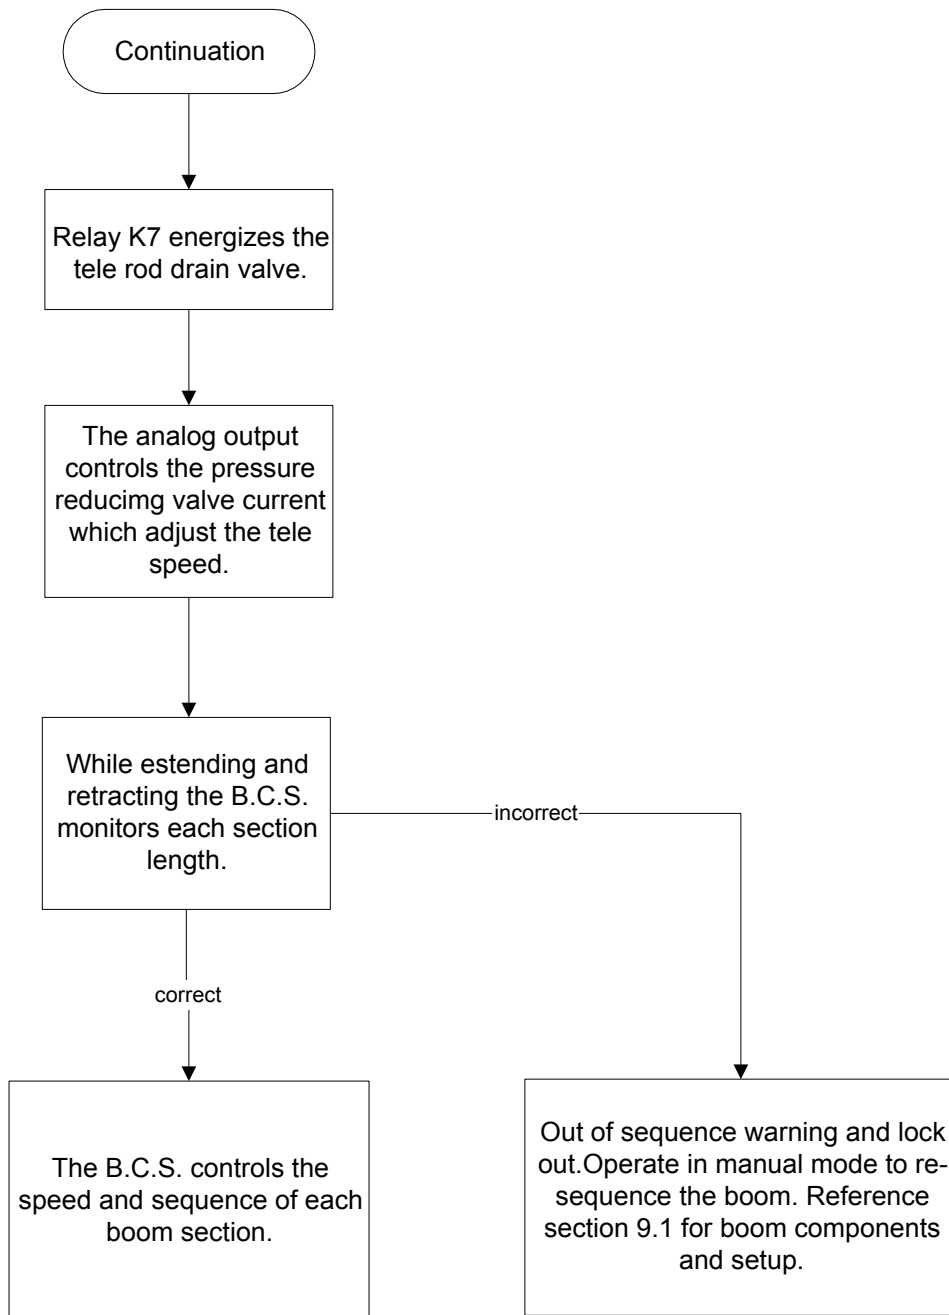 Continuation
Relay K7 energizes the
tele rod drain valve.
The analog output
controls the pressure
reducimg valve current
which adjust the tele
speed.
While estending and
retracting the B.C.S.
monitors each section
length.
incorrect
correct
The B.C.S. controls the
speed and sequence of each
boom section.
Out of sequence warning and lock
out.Operate in manual mode to re-
sequence the boom. Reference
section 9.1 for boom components
and setup.